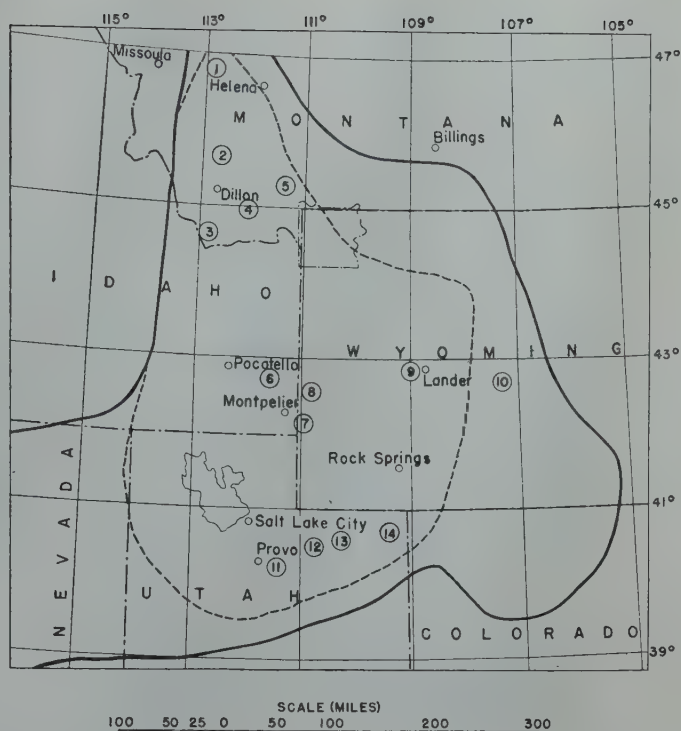 115° 113° 111° 109° 107° 105°
Missoula
47°
1
Helena
M O N T A N A
Billings
2
Dillon
5
4
45°
3
I D A H O
W Y O M I N G
43°
Pocatello
6
8
9
Lander
10
Montpelier
7
Rock Springs
N E V A D A
41°
Salt Lake City
Provo
12
13
14
11
U T A H
C O L O R A D O
39°
SCALE (MILES)
100 50 25 0 50 100 200 300